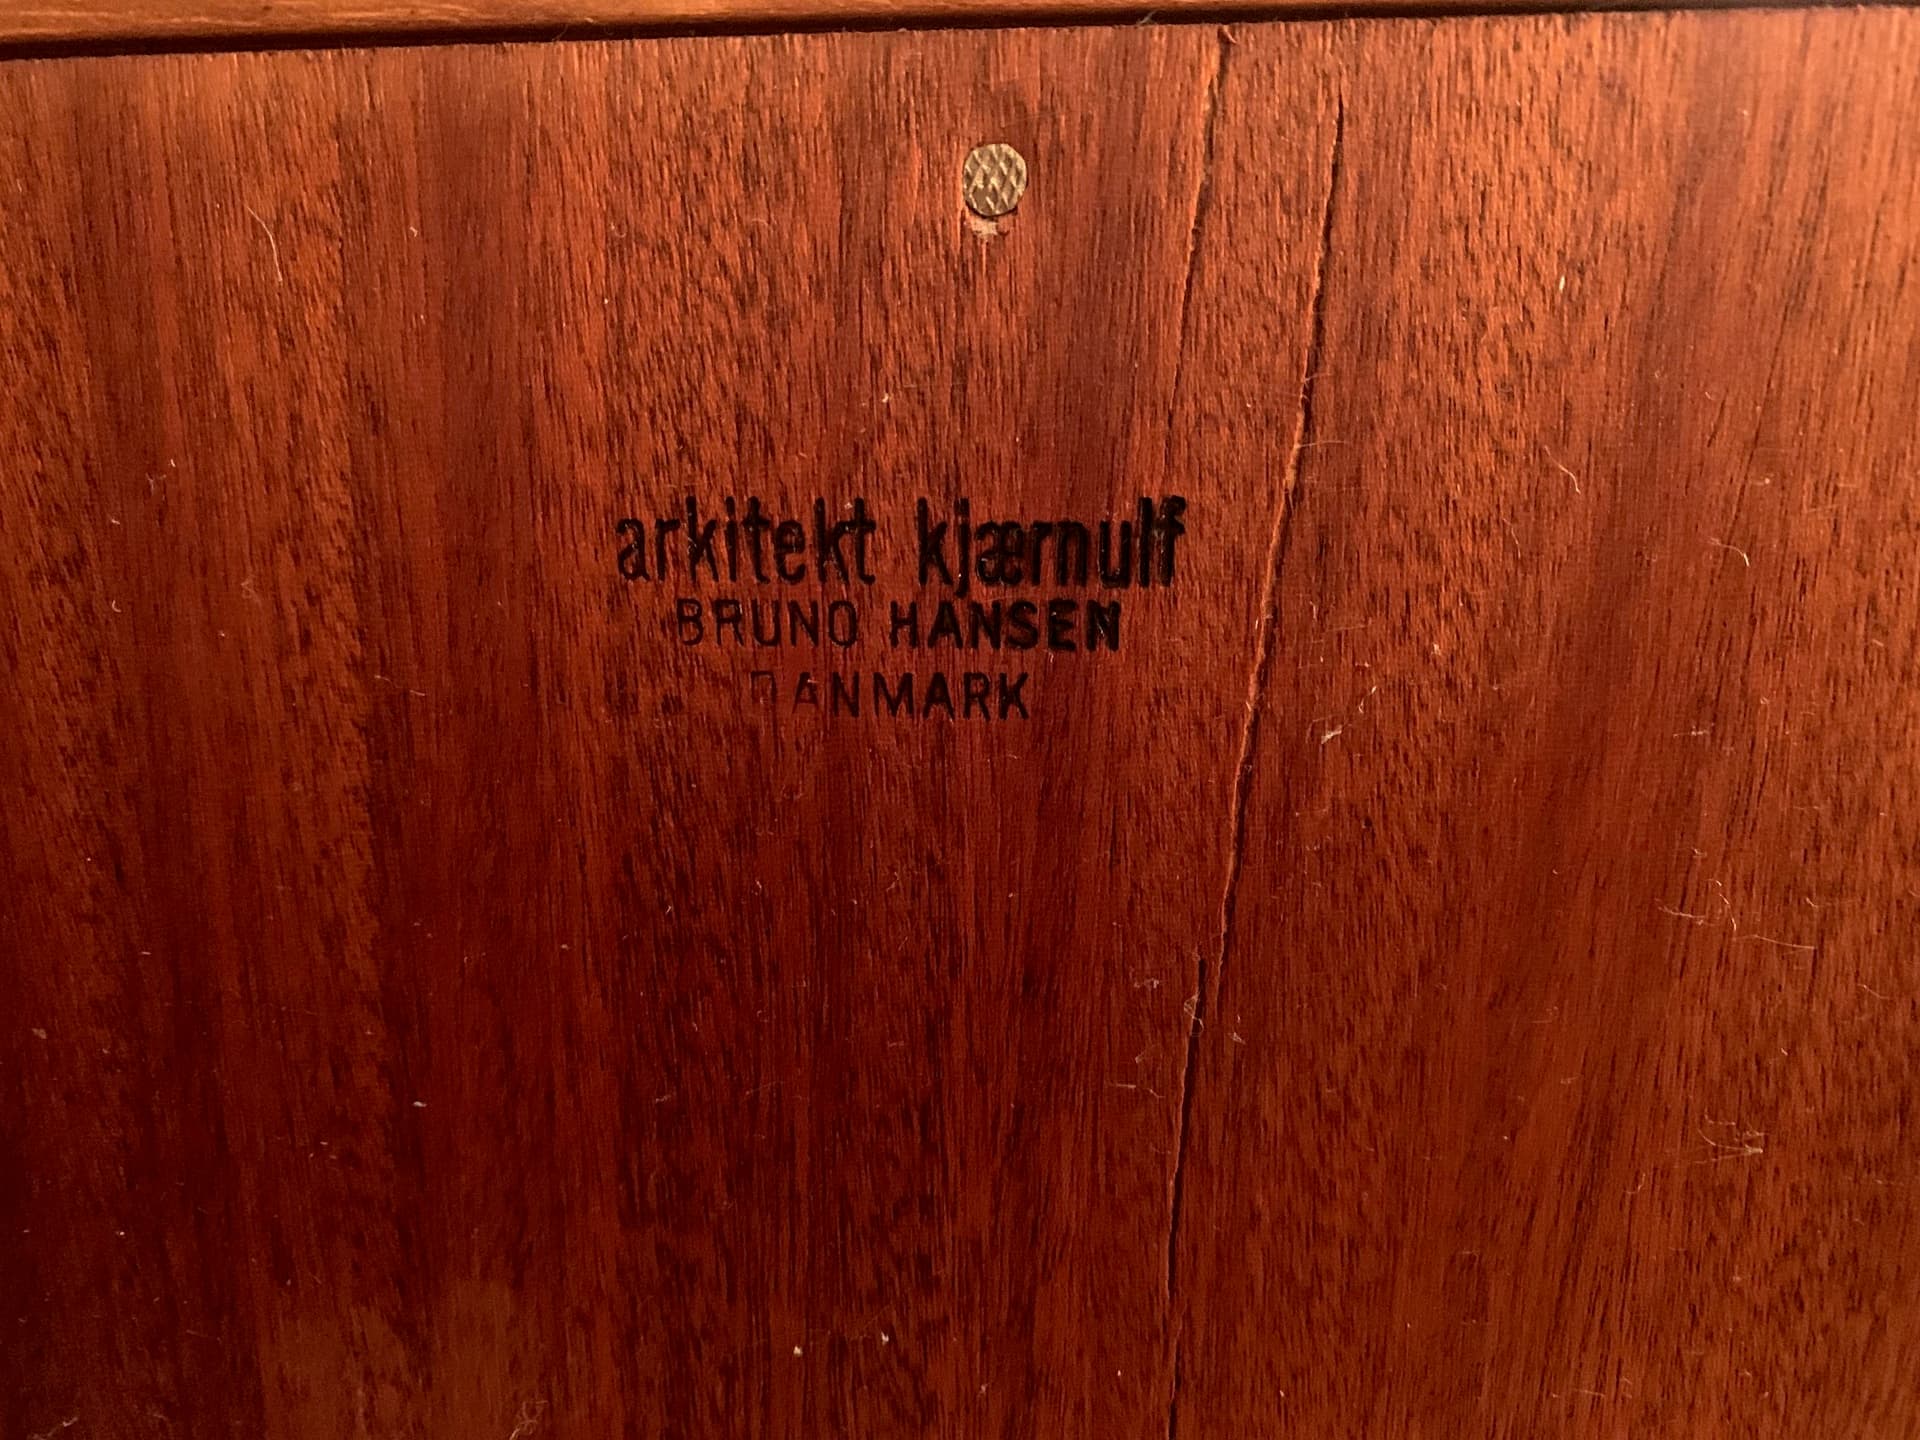 arkitekt kjærnulf
BRUNO HANSEN
DANMARK